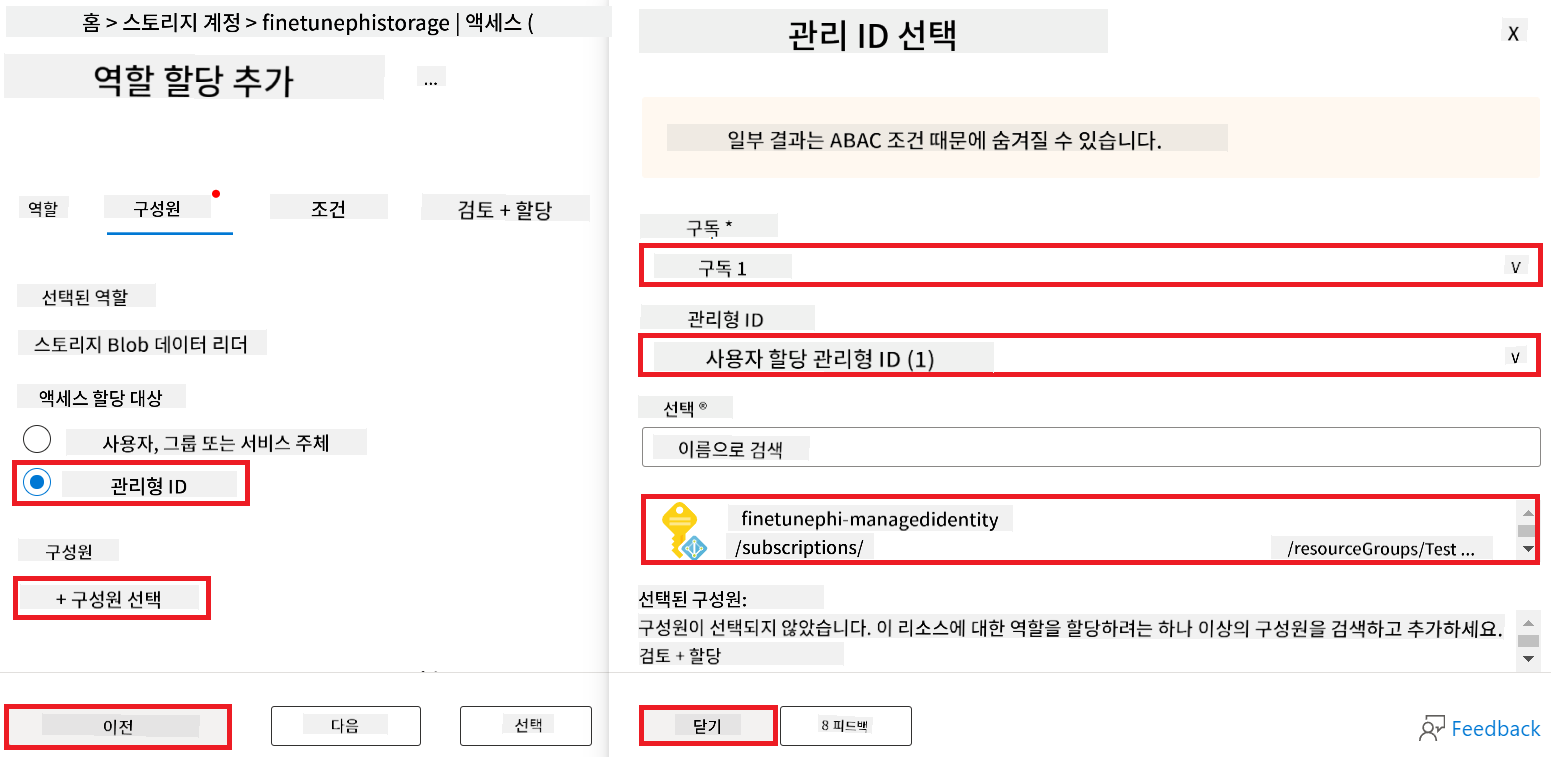 홈 > 스토리지 계정 > finetunephistorage | 액세스 (
역할 할당 추가
...
역할
구성원
조건
검토 + 할당
선택된 역할
스토리지 Blob 데이터 리더
액세스 할당 대상
사용자, 그룹 또는 서비스 주체
관리형 ID
구성원
+ 구성원 선택
이전
다음
선택
관리 ID 선택
X
일부 결과는 ABAC 조건 때문에 숨겨질 수 있습니다.
구독 *
구독 1
V
관리형 ID
사용자 할당 관리형 ID (1)
V
선택 ®
이름으로 검색
finetunephi-managedidentity
/subscriptions/ /resourceGroups/Test ...
선택된 구성원:
구성원이 선택되지 않았습니다. 이 리소스에 대한 역할을 할당하려는 하나 이상의 구성원을 검색하고 추가하세요.
검토 + 할당
닫기
8 피드백
Feedback